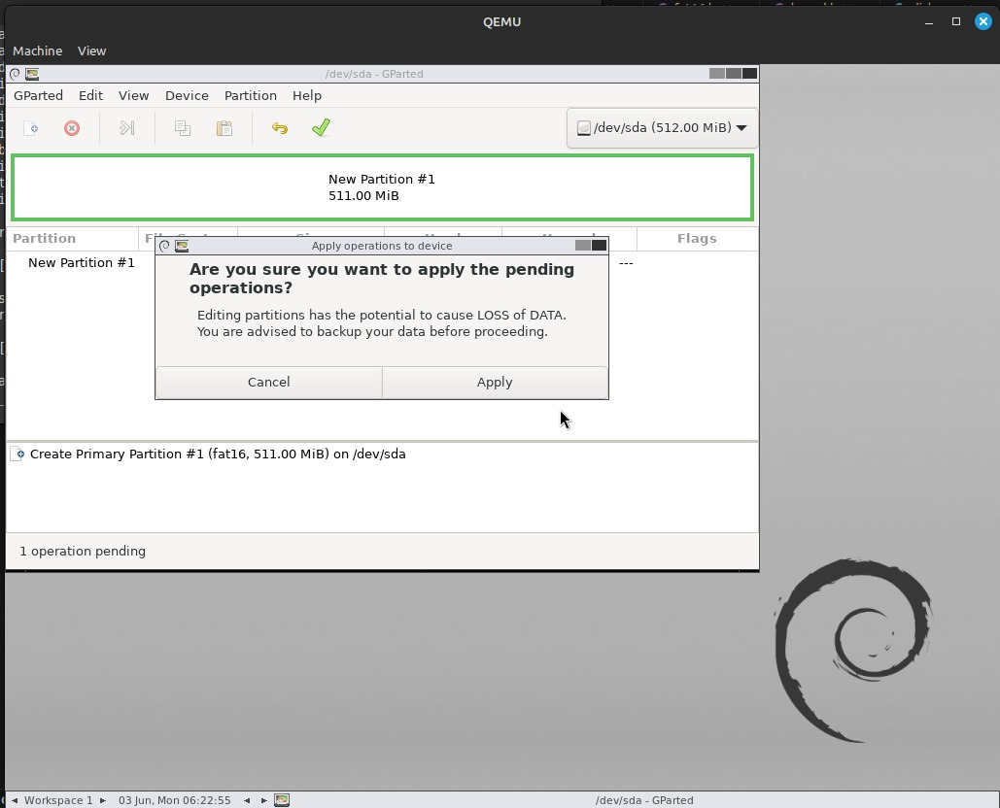 QEMU
Machine View
/dev/sda - GParted
GParted Edit View Device Partition Help
/dev/sda (512.00 MiB)
New Partition #1
511.00 MiB
Partition Flags
New Partition #1 ---
Apply operations to device
Are you sure you want to apply the pending
operations?
Editing partitions has the potential to cause LOSS of DATA.
You are advised to backup your data before proceeding.
Cancel Apply
Create Primary Partition #1 (fat16, 511.00 MiB) on /dev/sda
1 operation pending
Workspace 1 03 Jun, Mon 06:22:55 /dev/sda - GParted